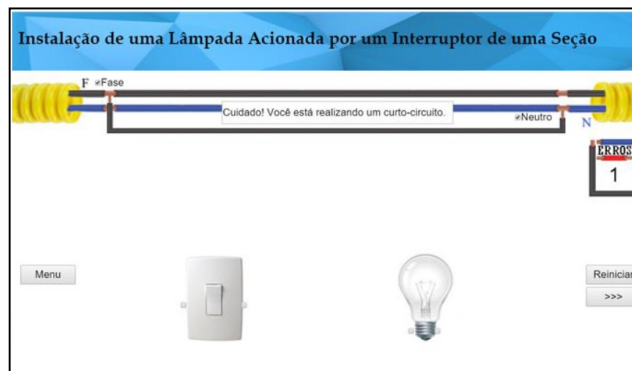 Instalação de uma Lâmpada Acionada por um Interruptor de uma Seção
F Fase
Cuidado! Você está realizando um curto-circuito.
Neutro N
ERROS
1
Menu
Reiniciar
>>>